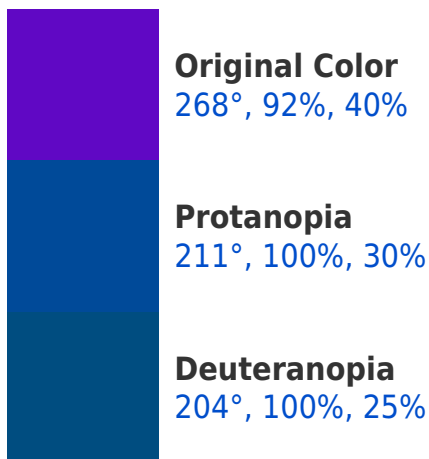 Original Color
268°, 92%, 40%
Protanopia
211°, 100%, 30%
Deuteranopia
204°, 100%, 25%